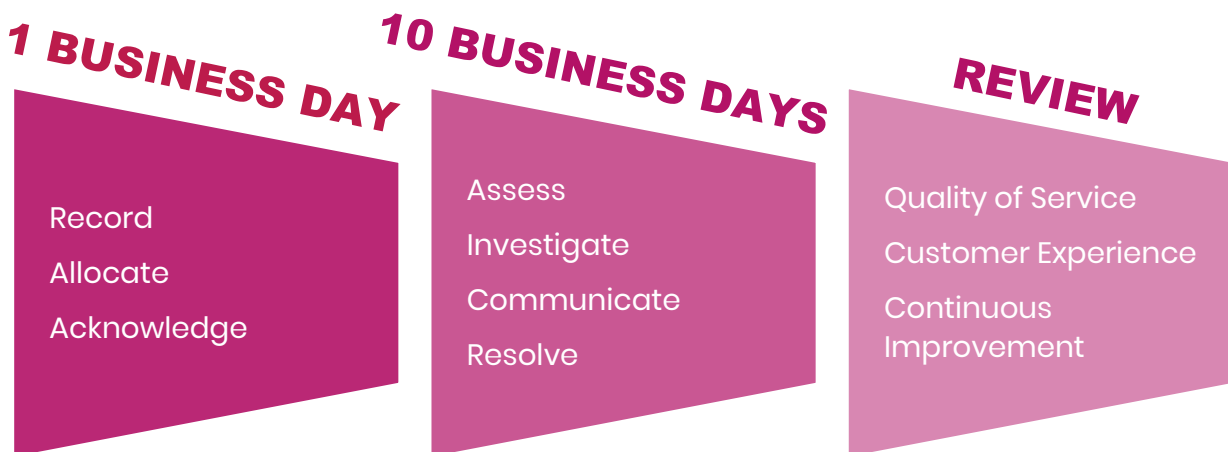 1 BUSINESS DAY
Record
Allocate
Acknowledge
10 BUSINESS DAYS
Assess
Investigate
Communicate
Resolve
REVIEW
Quality of Service
Customer Experience
Continuous
Improvement